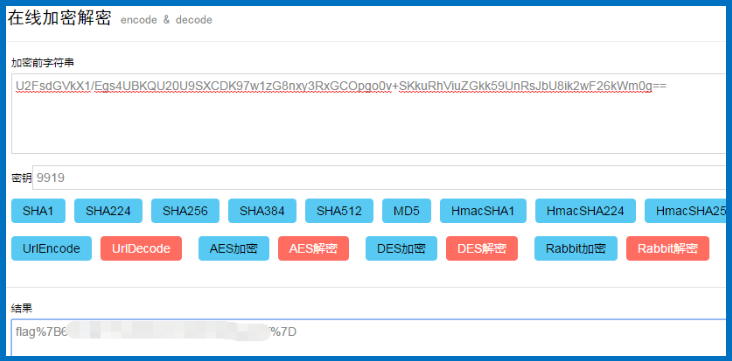 在线加密解密 encode & decode
加密前字符串
U2FsdGVkX1/Egs4UBKQU20U9SXCDK97w1zG8nxy3RxGCOpgo0v+SKkuRhViuZGkk59UnRsJbU8ik2wF26kWm0g==
密钥 9919
SHA1 SHA224 SHA256 SHA384 SHA512 MD5 HmacSHA1 HmacSHA224 HmacSHA25
UrlEncode UrlDecode AES加密 AES解密 DES加密 DES解密 Rabbit加密 Rabbit解密
结果
flag%7B6 %7D